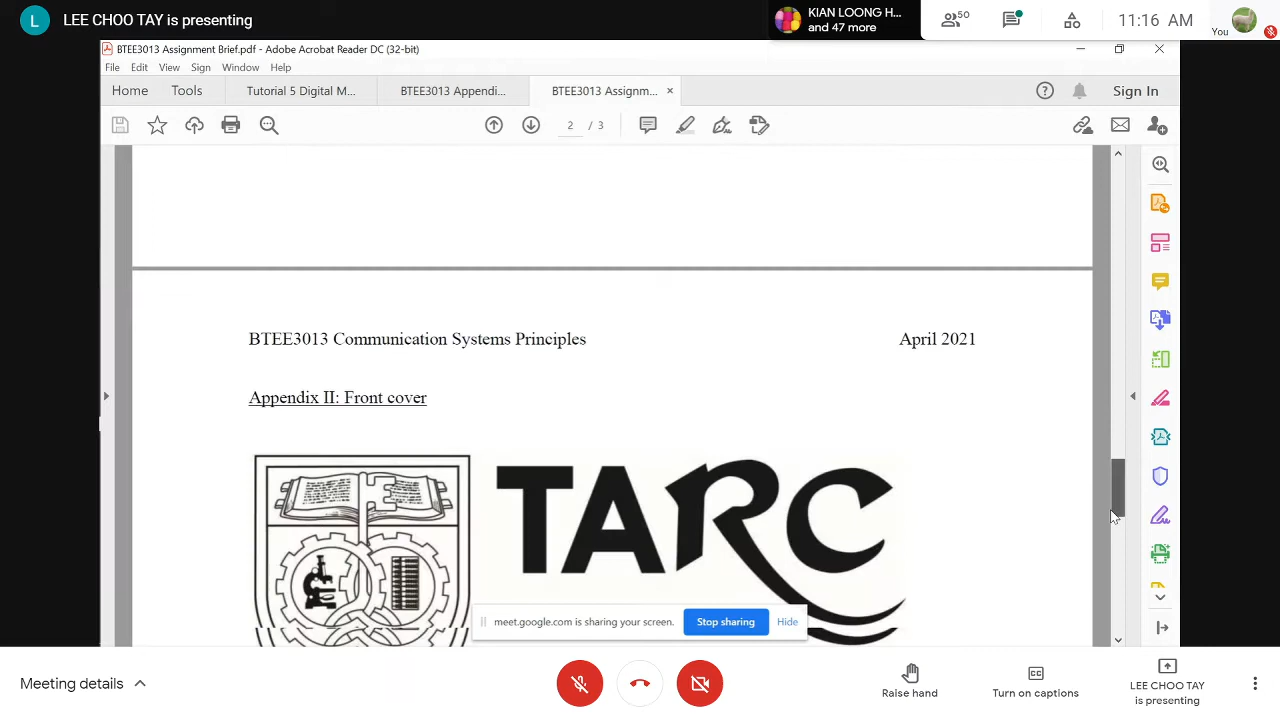 L LEE CHOO TAY is presenting
KIAN LOONG H...
and 47 more
50
11:16 AM
You
BTEE3013 Assignment Brief.pdf - Adobe Acrobat Reader DC (32-bit)
File Edit View Sign Window Help
Home Tools Tutorial 5 Digital M... BTEE3013 Appendi... BTEE3013 Assignm... × Sign In
2 / 3
BTEE3013 Communication Systems Principles April 2021
Appendix II: Front cover
TARC
meet.google.com is sharing your screen. Stop sharing Hide
Meeting details
Raise hand
Turn on captions
LEE CHOO TAY
is presenting